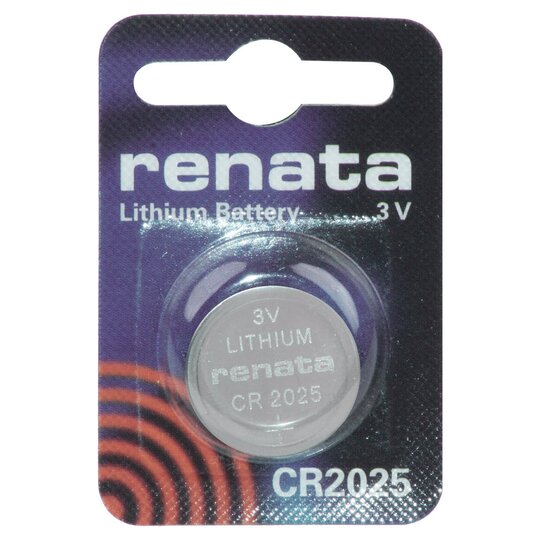 renata
Lithium Battery 3 V
3V
LITHIUM
renata
CR 2025
+
CR2025